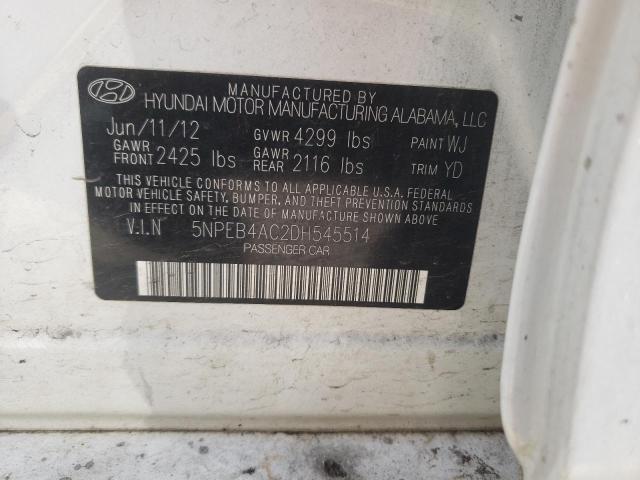 MANUFACTURED BY
HYUNDAI MOTOR MANUFACTURING ALABAMA, LLC
Jun/11/12 GVWR 4299 lbs PAINT WJ
GAWR FRONT 2425 lbs GAWR REAR 2116 lbs TRIM YD
THIS VEHICLE CONFORMS TO ALL APPLICABLE U.S.A. FEDERAL
MOTOR VEHICLE SAFETY, BUMPER, AND THEFT PREVENTION STANDARDS
IN EFFECT ON THE DATE OF MANUFACTURE SHOWN ABOVE.
V.I.N 5NPEB4AC2DH545514
PASSENGER CAR